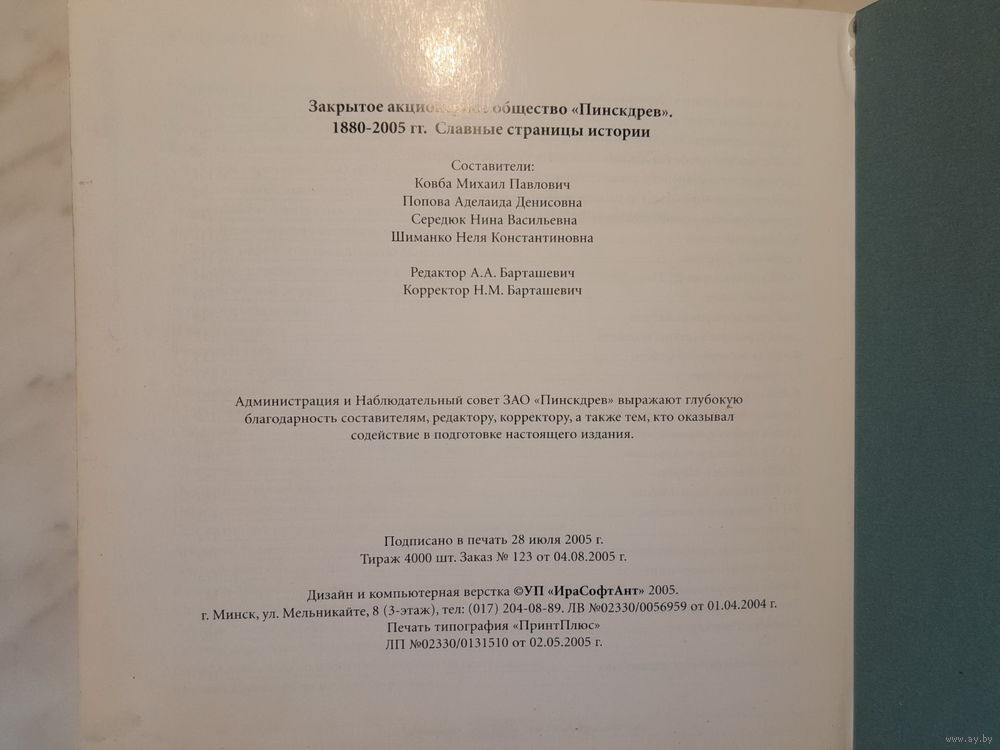 Закрытое акционерное общество «Пинскдрев».
1880-2005 гг. Славные страницы истории
Составители:
Ковба Михаил Павлович
Попова Аделаида Денисовна
Середюк Нина Васильевна
Шиманко Неля Константиновна
Редактор А.А. Барташевич
Корректор Н.М. Барташевич
Администрация и Наблюдательный совет ЗАО «Пинскдрев» выражают глубокую
благодарность составителям, редактору, корректору, а также тем, кто оказывал
содействие в подготовке настоящего издания.
Подписано в печать 28 июля 2005 г.
Тираж 4000 шт. Заказ № 123 от 04.08.2005 г.
Дизайн и компьютерная верстка ©УП «ИраСофтАнт» 2005.
г. Минск, ул. Мельникайте, 8 (3-этаж), тел: (017) 204-08-89. ЛВ №02330/0056959 от 01.04.2004 г.
Печать типография «ПринтПлюс»
ЛП №02330/0131510 от 02.05.2005 г.
www.ay.by